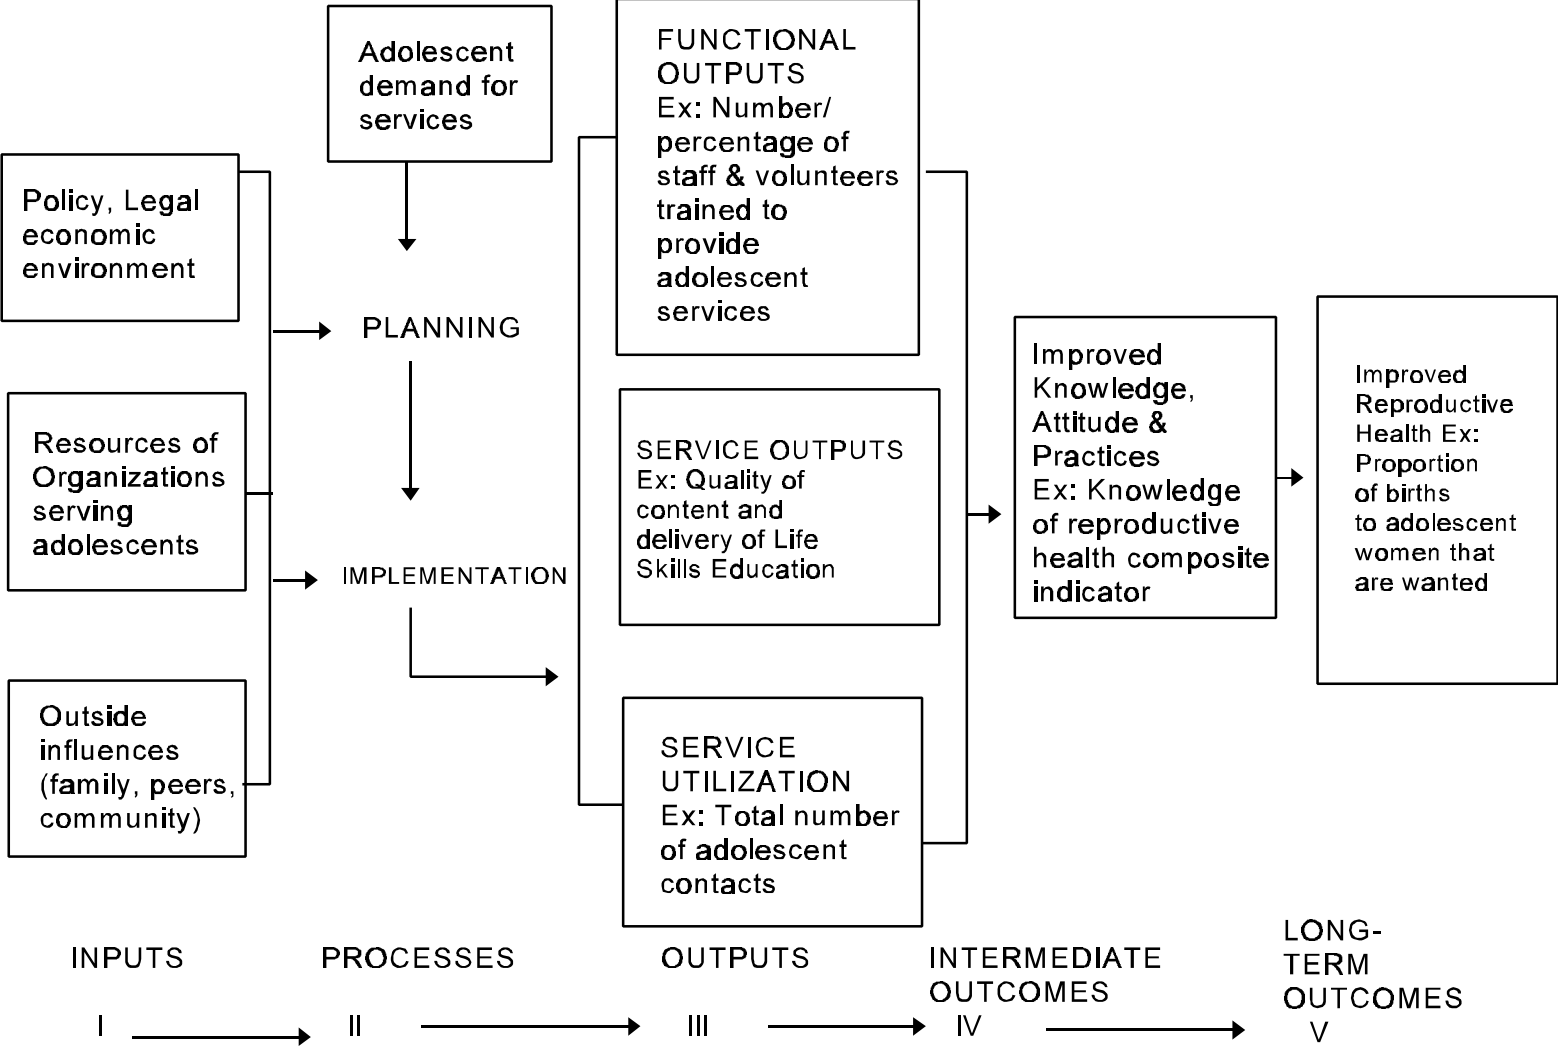 Adolescent
demand for
services
Policy, Legal
economic
environment
Resources of
Organizations
serving
adolescents
Outside
influences
(family, peers,
community)
PLANNING
IMPLEMENTATION
FUNCTIONAL
OUTPUTS
Ex: Number/
percentage of
staff & volunteers
trained to
provide
adolescent
services
SERVICE OUTPUTS
Ex: Quality of
content and
delivery of Life
Skills Education
SERVICE
UTILIZATION
Ex: Total number
of adolescent
contacts
Improved
Knowledge,
Attitude &
Practices
Ex: Knowledge
of reproductive
health composite
indicator
Improved
Reproductive
Health Ex:
Proportion
of births
to adolescent
women that
are wanted
INPUTS
I
PROCESSES
II
OUTPUTS
III
INTERMEDIATE
OUTCOMES
IV
LONG-
TERM
OUTCOMES
V